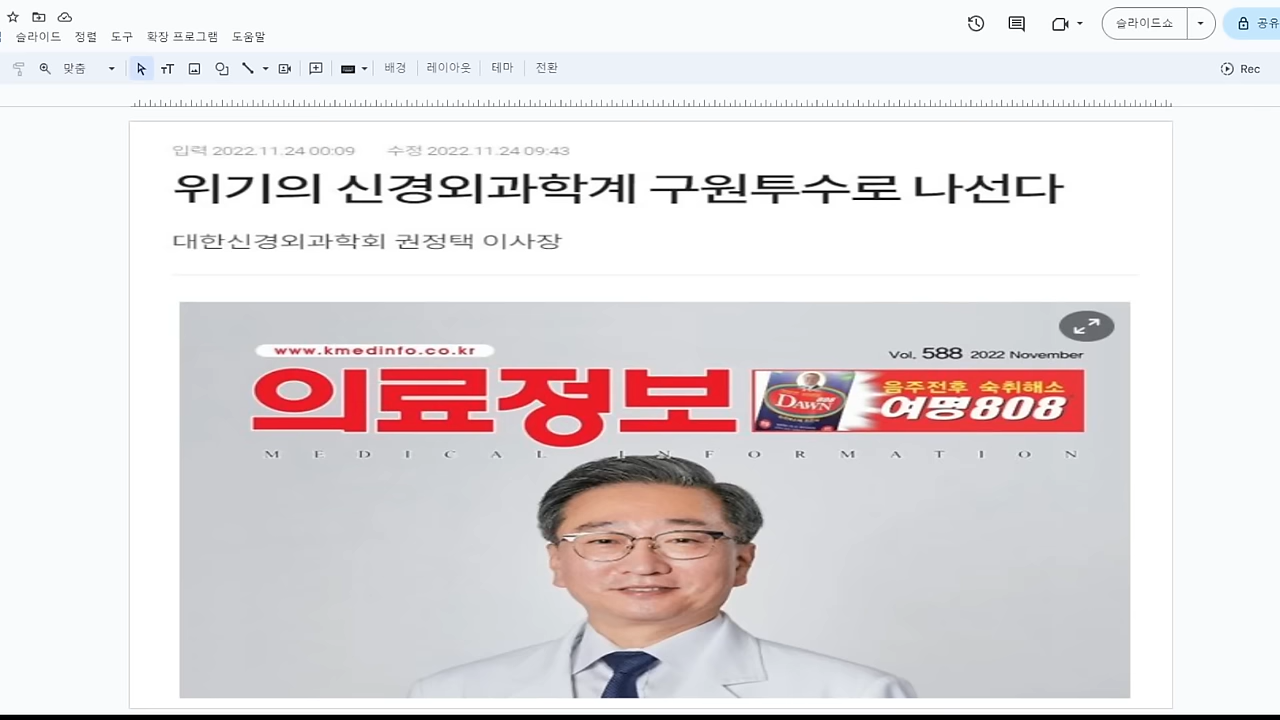 슬라이드 정렬 도구 확장 프로그램 도움말
슬라이드쇼
공유
맞춤 배경 레이아웃 테마 전환 Rec
입력 2022.11.24 00:09 수정 2022.11.24 09:43
위기의 신경외과학계 구원투수로 나선다
대한신경외과학회 권정택 이사장
www.kmedinfo.co.kr
Vol. 588 2022 November
의료정보
음주전후 숙취해소
DAWN 808
여명808
MEDICAL INFORMATION